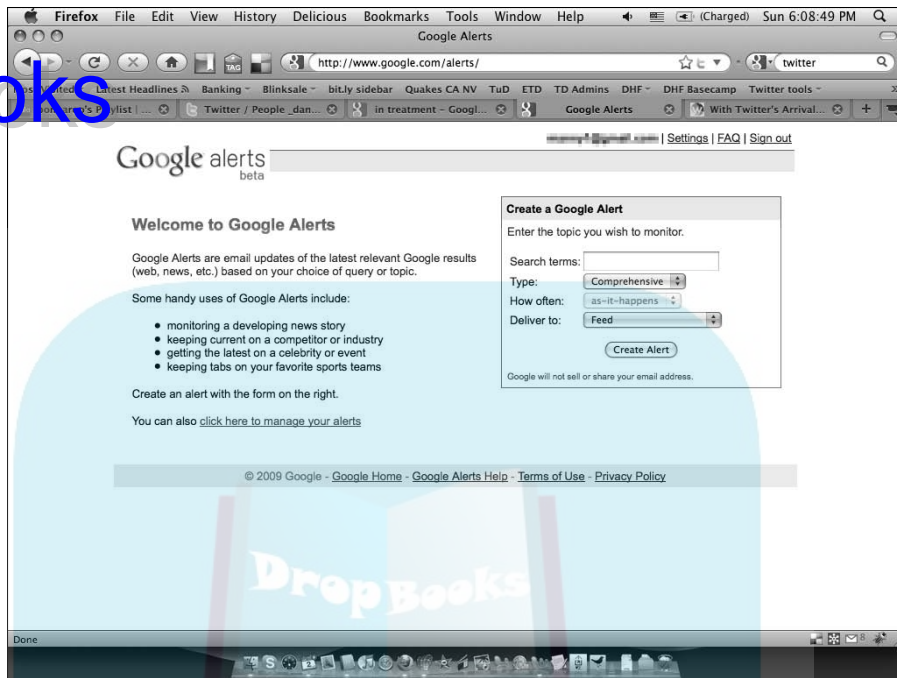 Firefox File Edit View History Delicious Bookmarks Tools Window Help (Charged) Sun 6:08:49 PM
Google Alerts
http://www.google.com/alerts/ twitter
oks
Latest Headlines Banking Blinksale bit.ly sidebar Quakes CA NV TuD ETD TD Admins DHF DHF Basecamp Twitter tools
Twitter / People _dan... in treatment – Googl... Google Alerts With Twitter's Arrival...
| Settings | FAQ | Sign out
Google alerts
beta
Welcome to Google Alerts
Google Alerts are email updates of the latest relevant Google results
(web, news, etc.) based on your choice of query or topic.
Some handy uses of Google Alerts include:
• monitoring a developing news story
• keeping current on a competitor or industry
• getting the latest on a celebrity or event
• keeping tabs on your favorite sports teams
Create an alert with the form on the right.
You can also click here to manage your alerts
Create a Google Alert
Enter the topic you wish to monitor.
Search terms:
Type: Comprehensive
How often: as-it-happens
Deliver to: Feed
Create Alert
Google will not sell or share your email address.
© 2009 Google - Google Home - Google Alerts Help - Terms of Use - Privacy Policy
DropBooks
Done 8